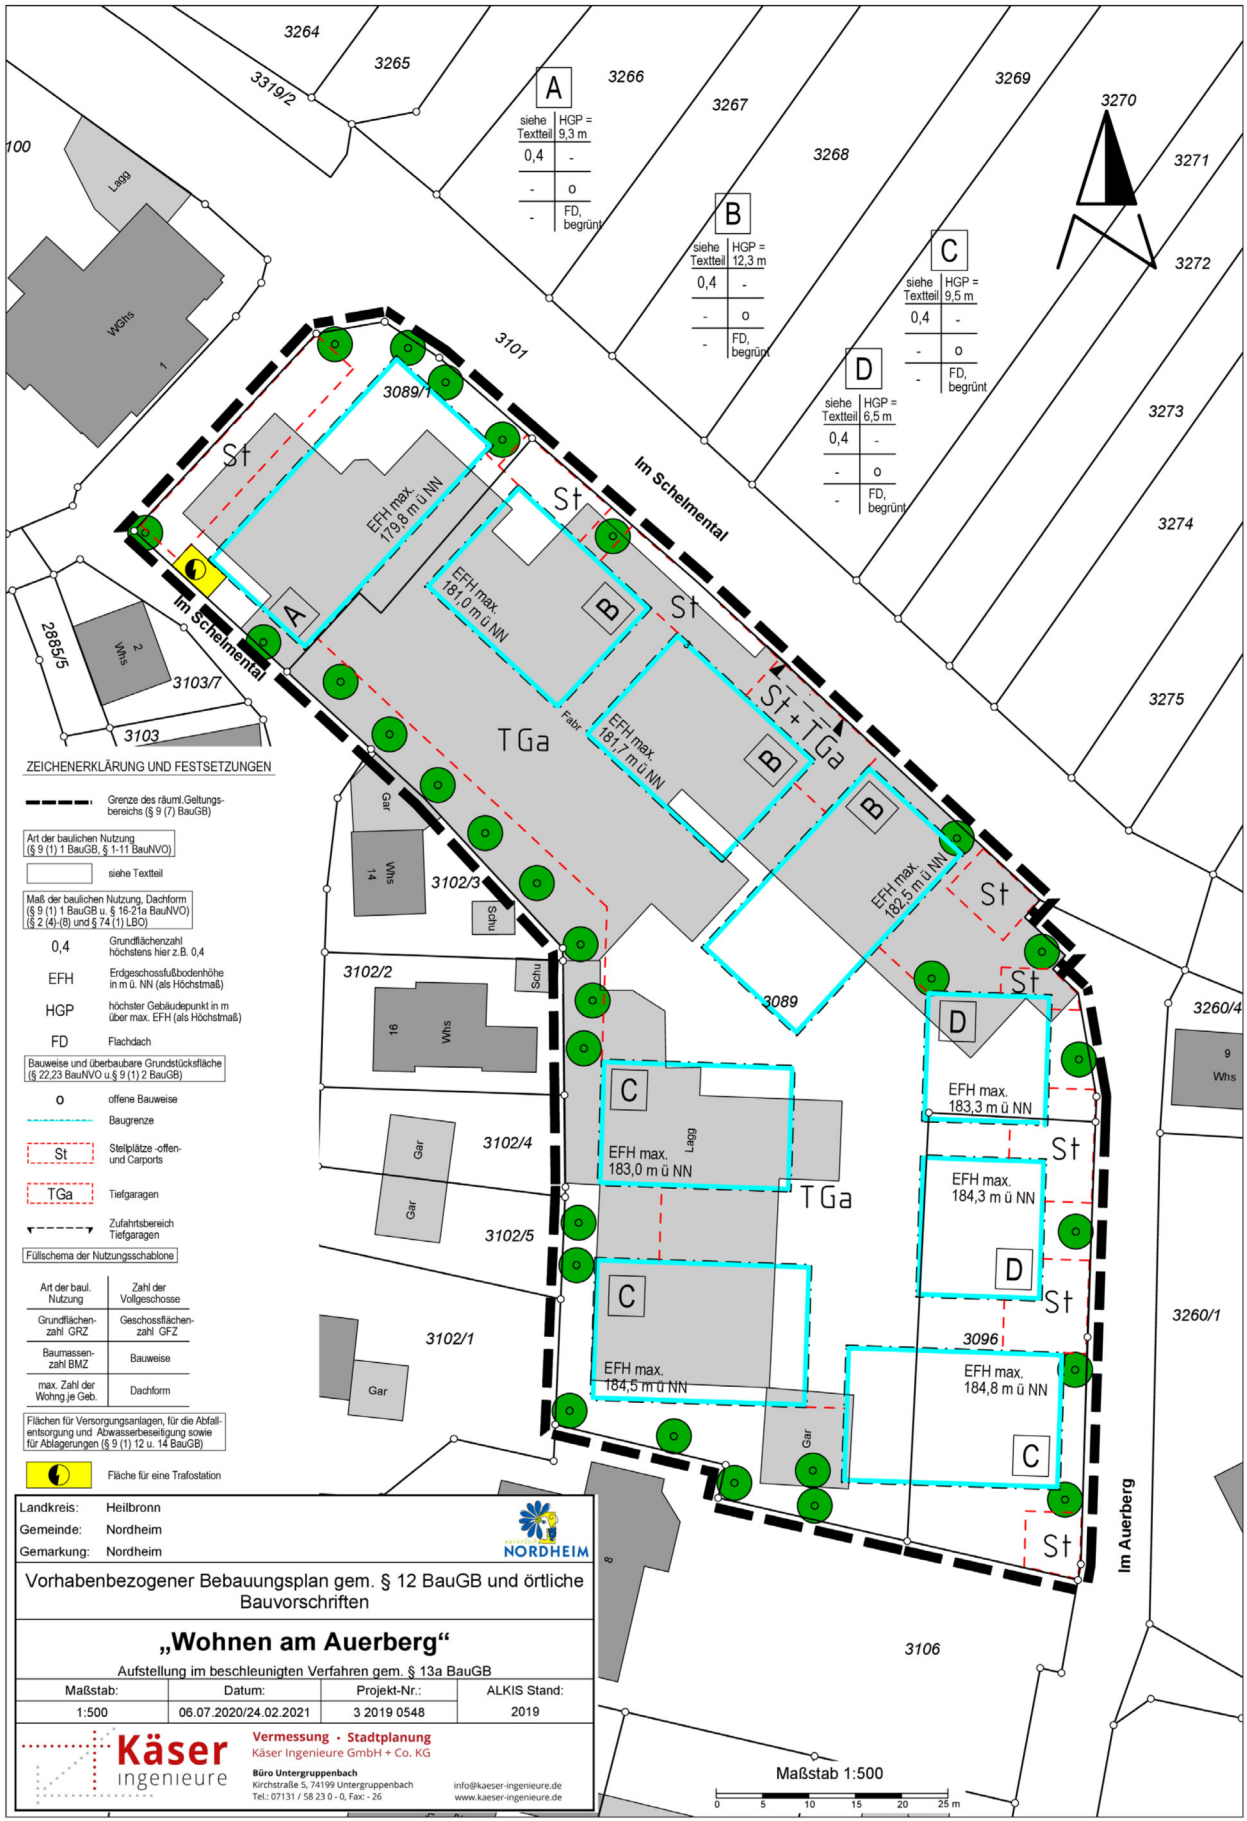 3264
3265
3319/2
3266
3267
3268
3269
3270
3271
3272
3273
3274
3275
100
Lagg
WGhs
1
A
siehe Textteil
HGP = 9,3 m
0,4
-
-
o
-
FD, begrünt
B
siehe Textteil
HGP = 12,3 m
0,4
-
-
o
-
FD, begrünt
C
siehe Textteil
HGP = 9,5 m
0,4
-
-
o
-
FD, begrünt
D
siehe Textteil
HGP = 6,5 m
0,4
-
-
o
-
FD, begrünt
3101
3089/1
Im Schelmental
St
EFH max.
179,8 m ü NN
A
St
EFH max.
181,0 m ü NN
B
St
Im Schelmental
2885/5
2
Whs
3103/7
3103
3
St + TGa
Fabr
TGa
EFH max.
181,7 m ü NN
B
B
EFH max.
182,5 m ü NN
St
St
3089
D
EFH max.
183,3 m ü NN
St
Gar
Whs
14
3102/3
Schu
3102/2
Schu
16
Whs
3260/4
9
Whs
C
EFH max.
183,0 m ü NN
Lagg
TGa
EFH max.
184,3 m ü NN
D
St
Gar
Gar
3102/4
3102/5
3102/1
Gar
C
EFH max.
184,5 m ü NN
3096
EFH max.
184,8 m ü NN
C
Gar
St
3260/1
Im Auerberg
8
3106
ZEICHENERKLÄRUNG UND FESTSETZUNGEN
Grenze des räuml.Geltungs-
bereichs (§ 9 (7) BauGB)
Art der baulichen Nutzung
(§ 9 (1) 1 BauGB, § 1-11 BauNVO)
siehe Textteil
Maß der baulichen Nutzung, Dachform
(§ 9 (1) 1 BauGB u. § 16-21a BauNVO)
(§ 2 (4)-(8) und § 74 (1) LBO)
0,4
Grundflächenzahl
höchstens hier z.B. 0,4
EFH
Erdgeschossfußbodenhöhe
in m ü. NN (als Höchstmaß)
HGP
höchster Gebäudepunkt in m
über max. EFH (als Höchstmaß)
FD
Flachdach
Bauweise und überbaubare Grundstücksfläche
(§ 22,23 BauNVO u.§ 9 (1) 2 BauGB)
o
offene Bauweise
Baugrenze
St
Stellplätze -offen-
und Carports
TGa
Tiefgaragen
Zufahrtsbereich
Tiefgaragen
Füllschema der Nutzungsschablone
Art der baul.
Nutzung
Zahl der
Vollgeschosse
Grundflächen-
zahl GRZ
Geschossflächen-
zahl GFZ
Baumassen-
zahl BMZ
Bauweise
max. Zahl der
Wohng.je Geb.
Dachform
Flächen für Versorgungsanlagen, für die Abfall-
entsorgung und Abwasserbeseitigung sowie
für Ablagerungen (§ 9 (1) 12 u. 14 BauGB)
Fläche für eine Trafostation
Landkreis: Heilbronn
Gemeinde: Nordheim
Gemarkung: Nordheim
NORDHEIM
Vorhabenbezogener Bebauungsplan gem. § 12 BauGB und örtliche
Bauvorschriften
„Wohnen am Auerberg“
Aufstellung im beschleunigten Verfahren gem. § 13a BauGB
Maßstab: Datum: Projekt-Nr.: ALKIS Stand:
1:500 06.07.2020/24.02.2021 3 2019 0548 2019
Käser
ingenieure
Vermessung · Stadtplanung
Käser Ingenieure GmbH + Co. KG
Büro Untergruppenbach
Kirchstraße 5, 74199 Untergruppenbach
Tel.: 07131 / 58 23 0 - 0, Fax: - 26
info@kaeser-ingenieure.de
www.kaeser-ingenieure.de
Maßstab 1:500
0 5 10 15 20 25 m